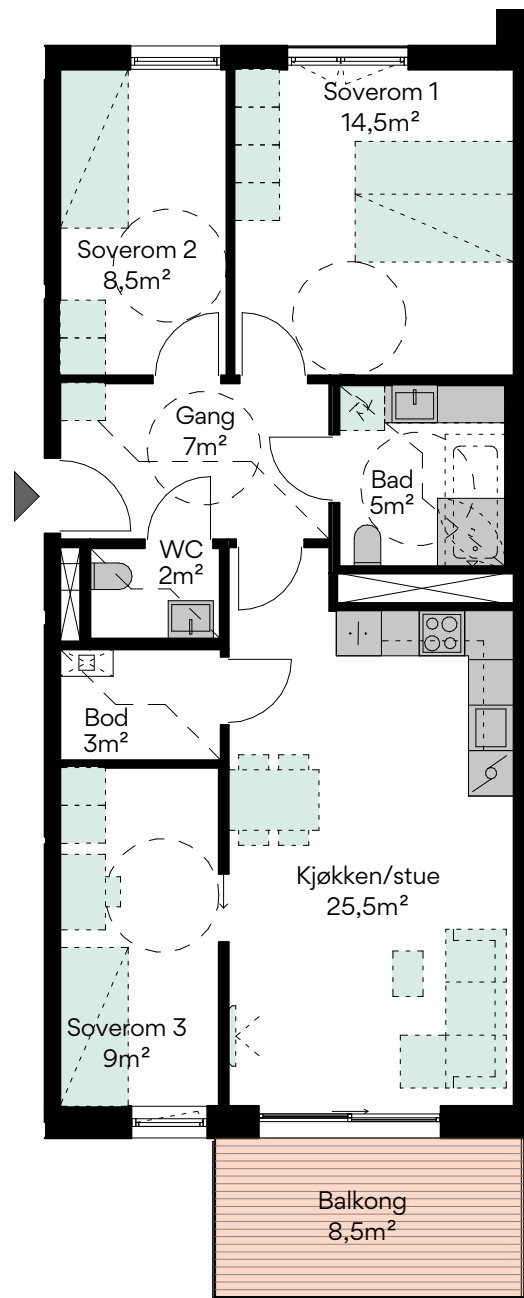 Soverom 1
14,5m²
Soverom 2
8,5m²
Gang
7m²
Bad
5m²
WC
2m²
Bod
3m²
Kjøkken/stue
25,5m²
Soverom 3
9m²
Balkong
8,5m²